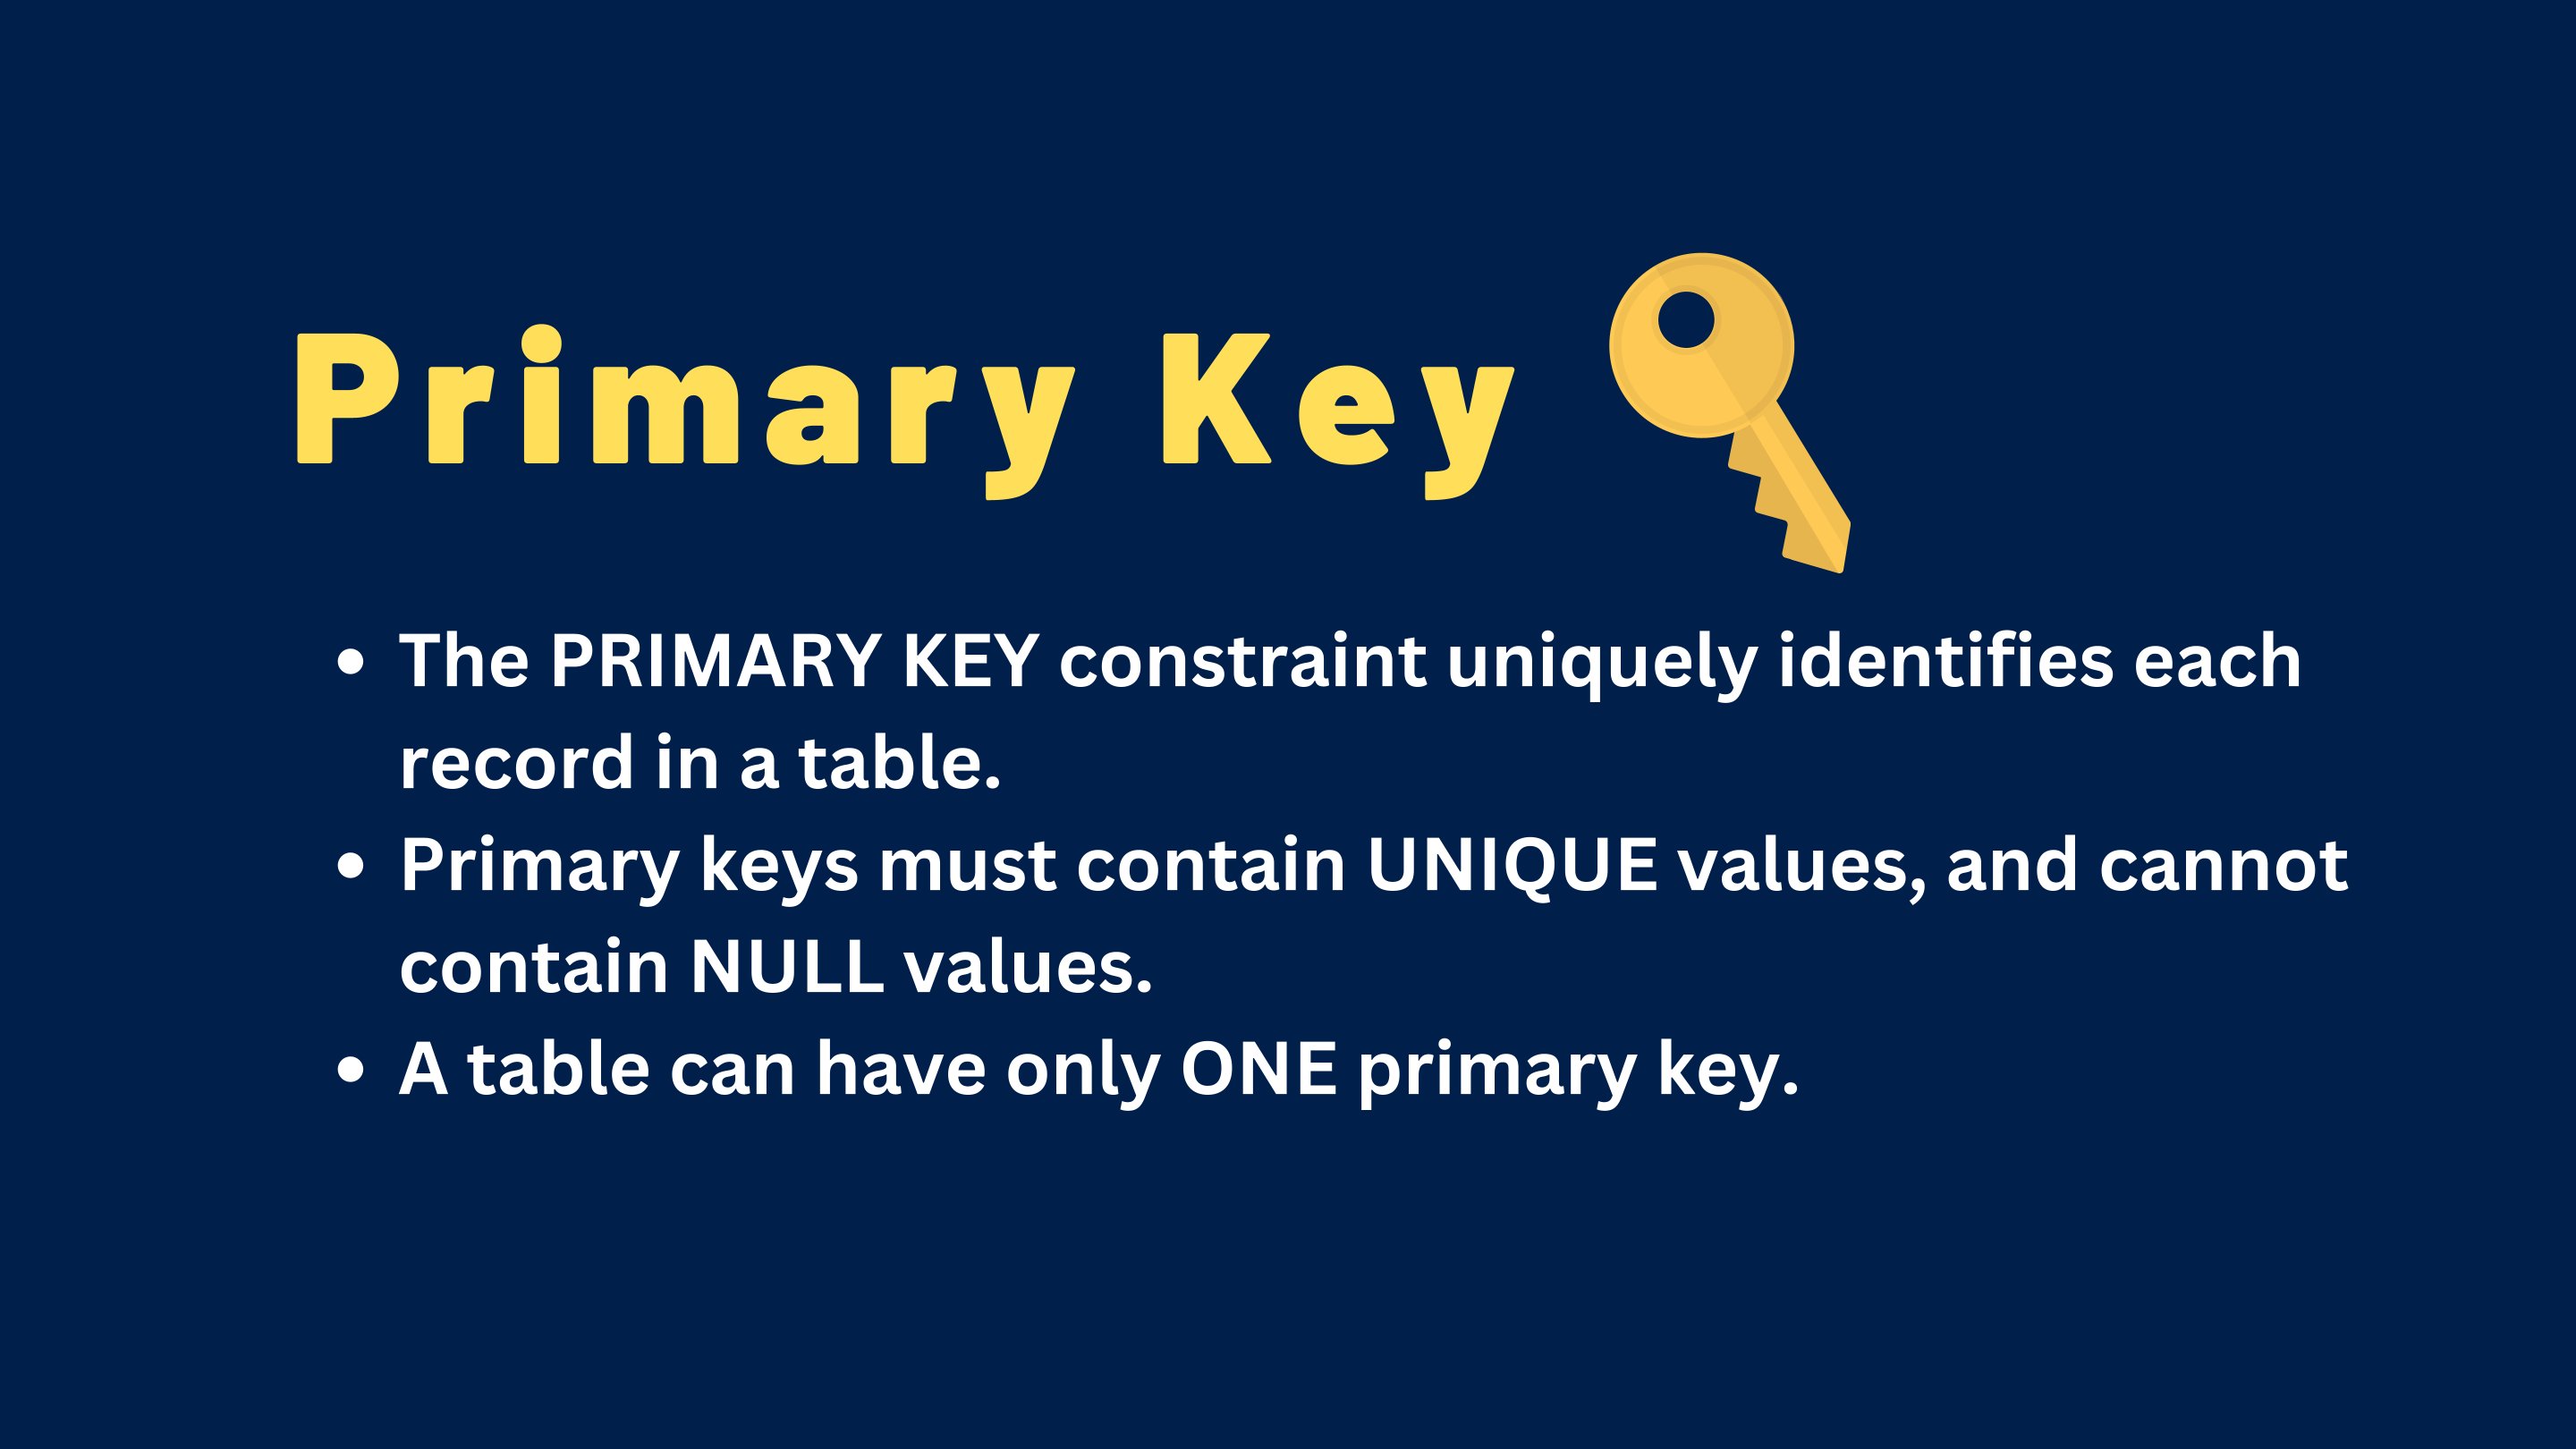 Primary Key
• The PRIMARY KEY constraint uniquely identifies each
record in a table.
• Primary keys must contain UNIQUE values, and cannot
contain NULL values.
• A table can have only ONE primary key.